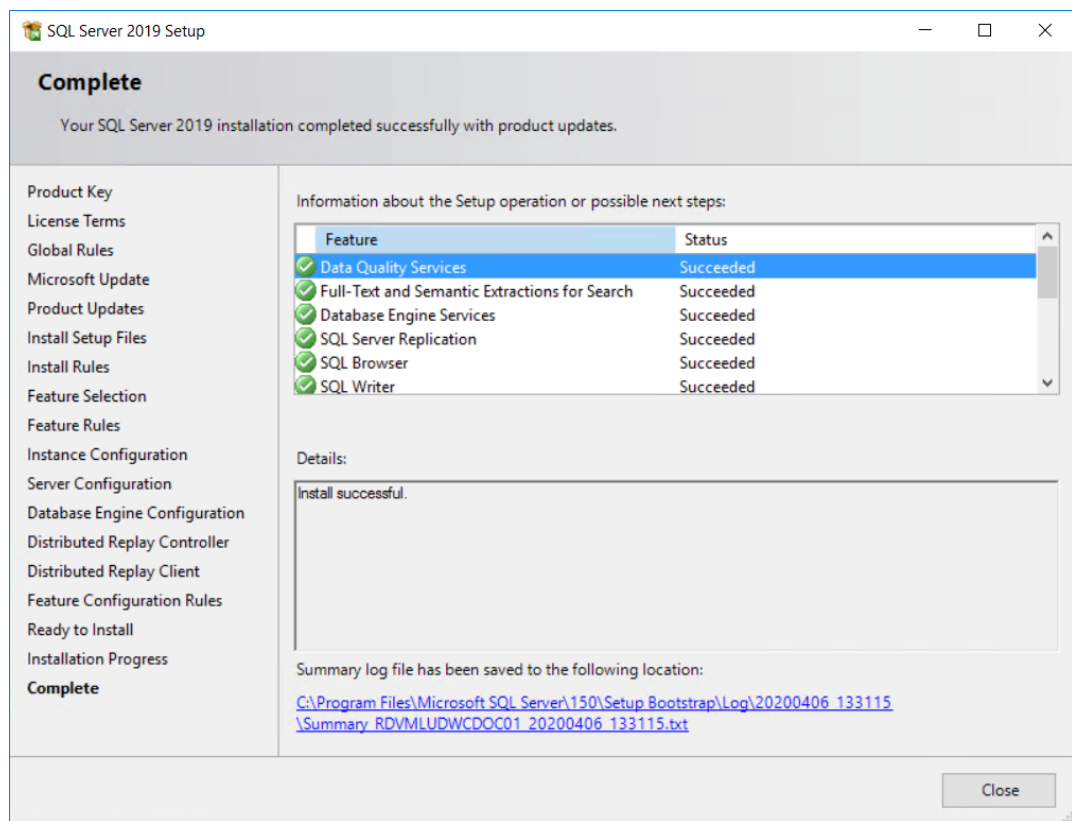 SQL Server 2019 Setup
Complete
Your SQL Server 2019 installation completed successfully with product updates.
Product Key
License Terms
Global Rules
Microsoft Update
Product Updates
Install Setup Files
Install Rules
Feature Selection
Feature Rules
Instance Configuration
Server Configuration
Database Engine Configuration
Distributed Replay Controller
Distributed Replay Client
Feature Configuration Rules
Ready to Install
Installation Progress
Complete
Information about the Setup operation or possible next steps:
Feature Status
Data Quality Services Succeeded
Full-Text and Semantic Extractions for Search Succeeded
Database Engine Services Succeeded
SQL Server Replication Succeeded
SQL Browser Succeeded
SQL Writer Succeeded
Details:
Install successful.
Summary log file has been saved to the following location:
C:\Program Files\Microsoft SQL Server\150\Setup Bootstrap\Log\20200406_133115
\Summary_RDVMLUDWCDOC01_20200406_133115.txt
Close